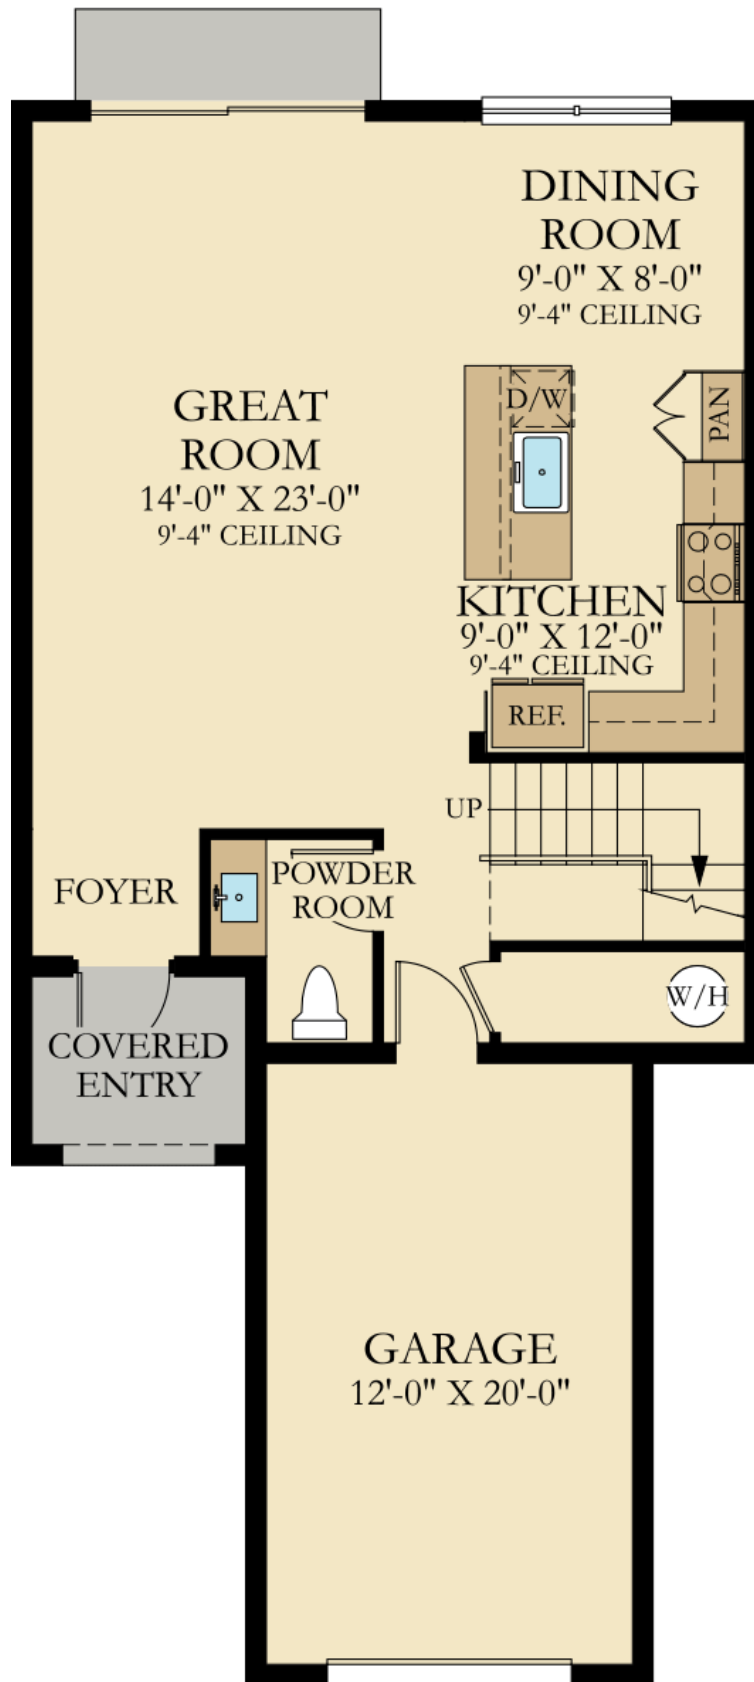 DINING
ROOM
9'-0" X 8'-0"
9'-4" CEILING
GREAT
ROOM
14'-0" X 23'-0"
9'-4" CEILING
D/W
PAN
KITCHEN
9'-0" X 12'-0"
9'-4" CEILING
REF.
UP
FOYER
POWDER
ROOM
W/H
COVERED
ENTRY
GARAGE
12'-0" X 20'-0"